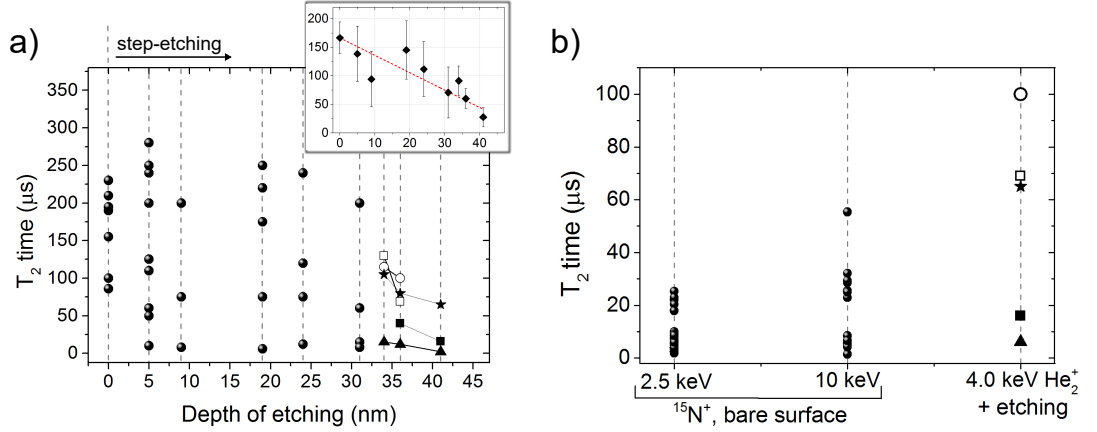 a)
step-etching
200
150
100
50
0
0 10 20 30 40
350
300
250
200
150
100
50
0
T₂ time (μs)
0 5 10 15 20 25 30 35 40 45
Depth of etching (nm)
b)
100
80
60
40
20
0
T₂ time (μs)
2.5 keV 10 keV 4.0 keV He₂⁺
¹⁵N⁺, bare surface + etching